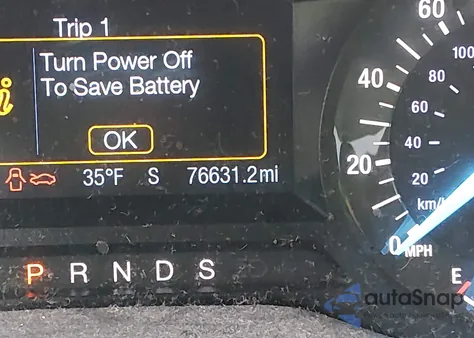 Trip 1
Turn Power Off
To Save Battery
OK
35°F S 76631.2mi
P R N D S
60
40
20
0 MPH
100
80
60
40
20
km/
E
autoSnap